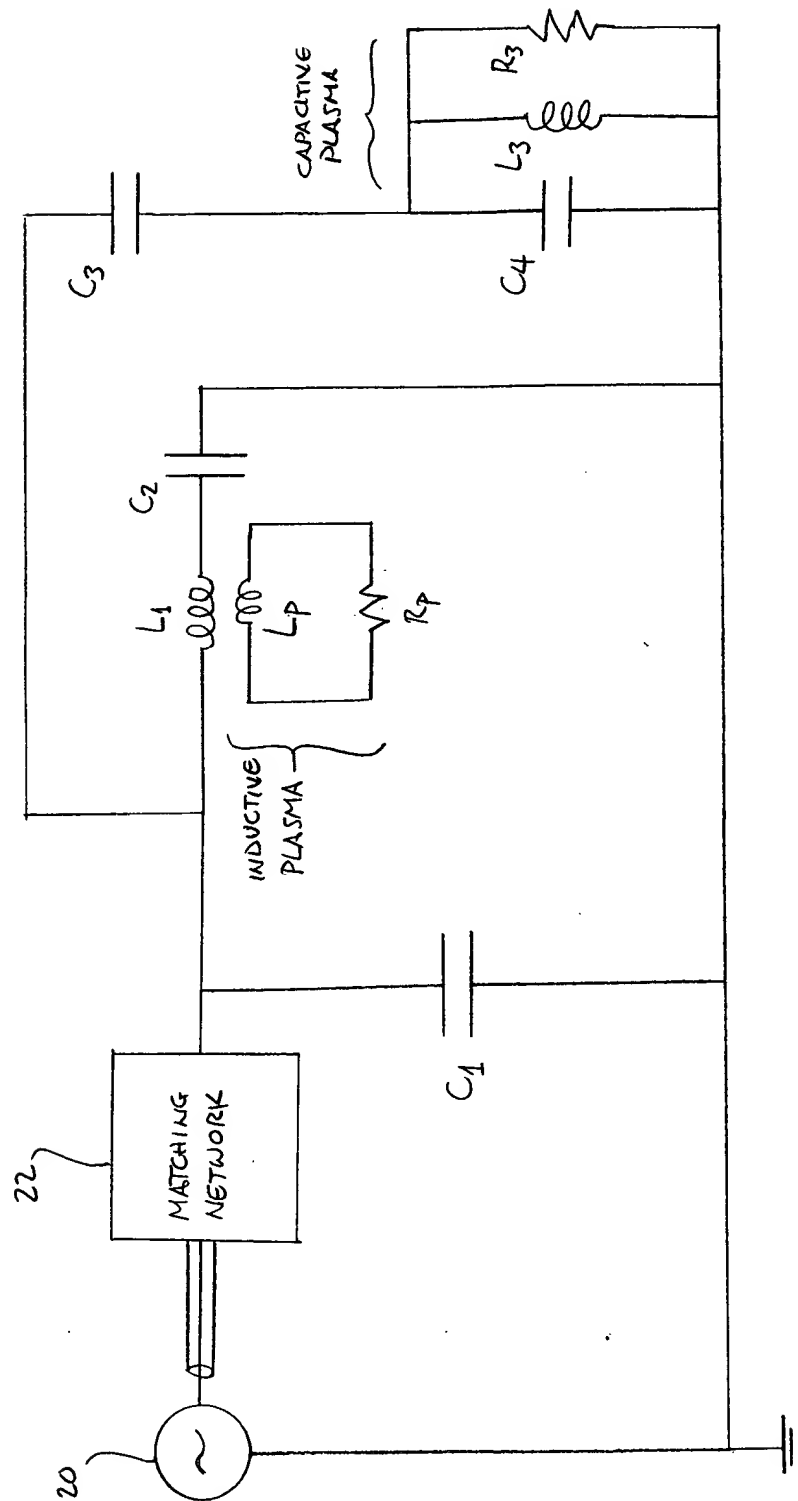 20
22
MATCHING
NETWORK
C1
INDUCTIVE
PLASMA
L1
Lp
Rp
C2
C3
C4
CAPACITIVE
PLASMA
L3
R3